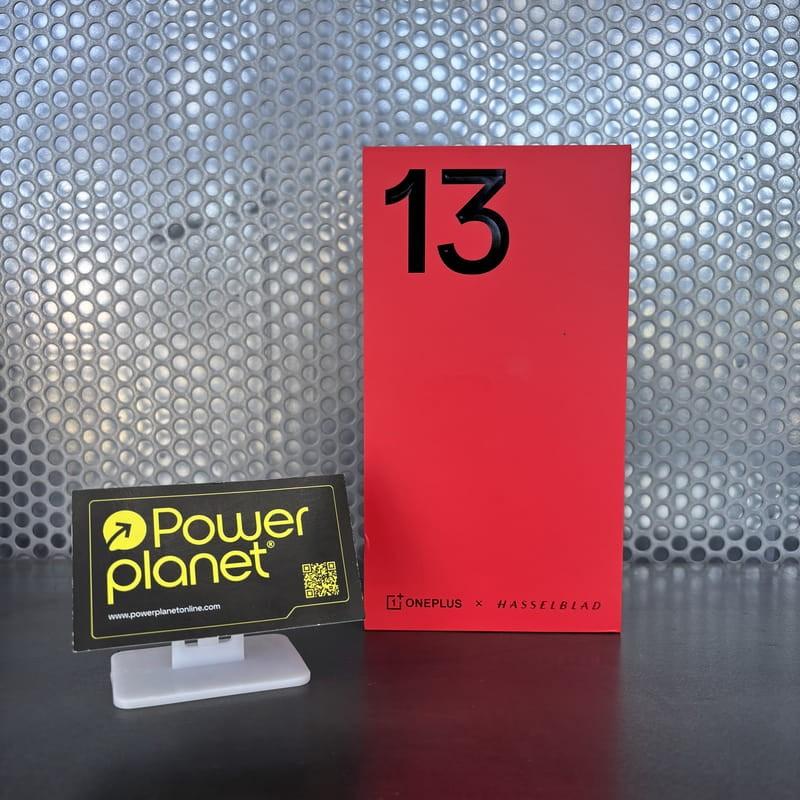 13
ONEPLUS × HASSELBLAD
Power
planet®
www.powerplanetonline.com